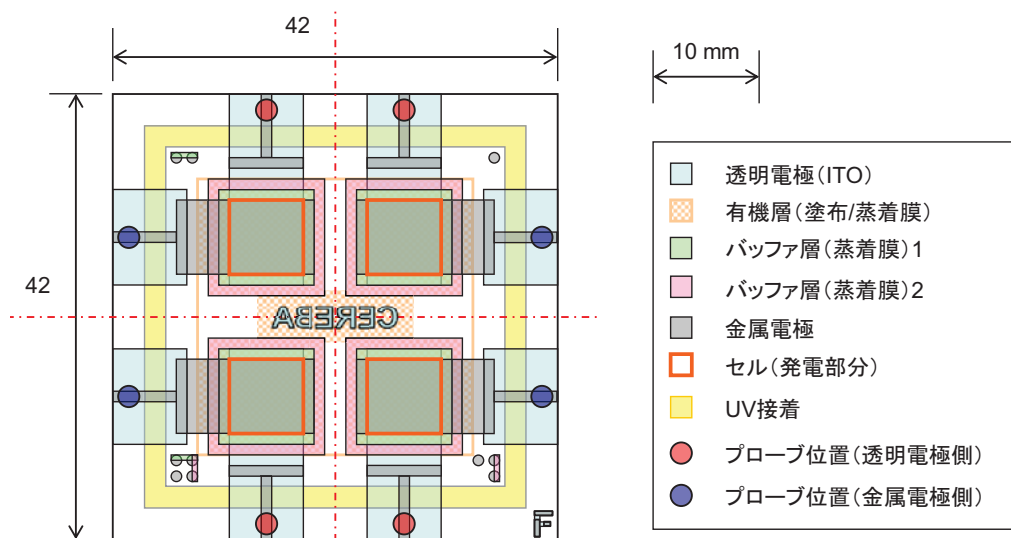 42
10 mm
42
透明電極(ITO)
有機層(塗布/蒸着膜)
バッファ層(蒸着膜)1
バッファ層(蒸着膜)2
金属電極
セル(発電部分)
UV接着
プローブ位置(透明電極側)
プローブ位置(金属電極側)
CEREBA
F